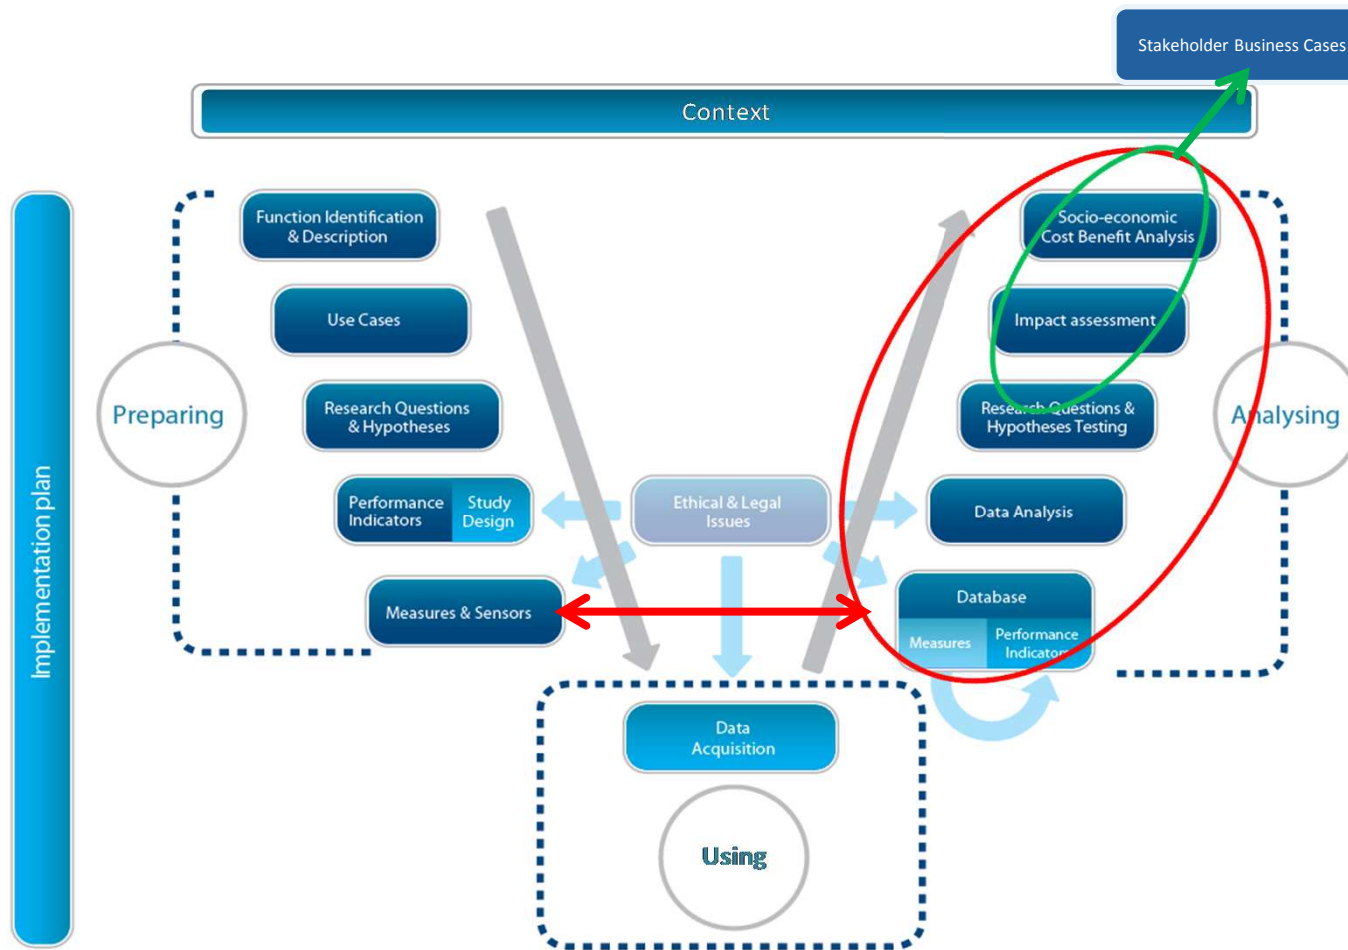 Stakeholder Business Cases
Context
Implementation plan
Preparing
Function Identification
& Description
Use Cases
Research Questions
& Hypotheses
Performance
Indicators
Study
Design
Measures & Sensors
Ethical & Legal
Issues
Data
Acquisition
Using
Socio-economic
Cost Benefit Analysis
Impact assessment
Research Questions &
Hypotheses Testing
Data Analysis
Database
Measures
Performance
Indicators
Analysing